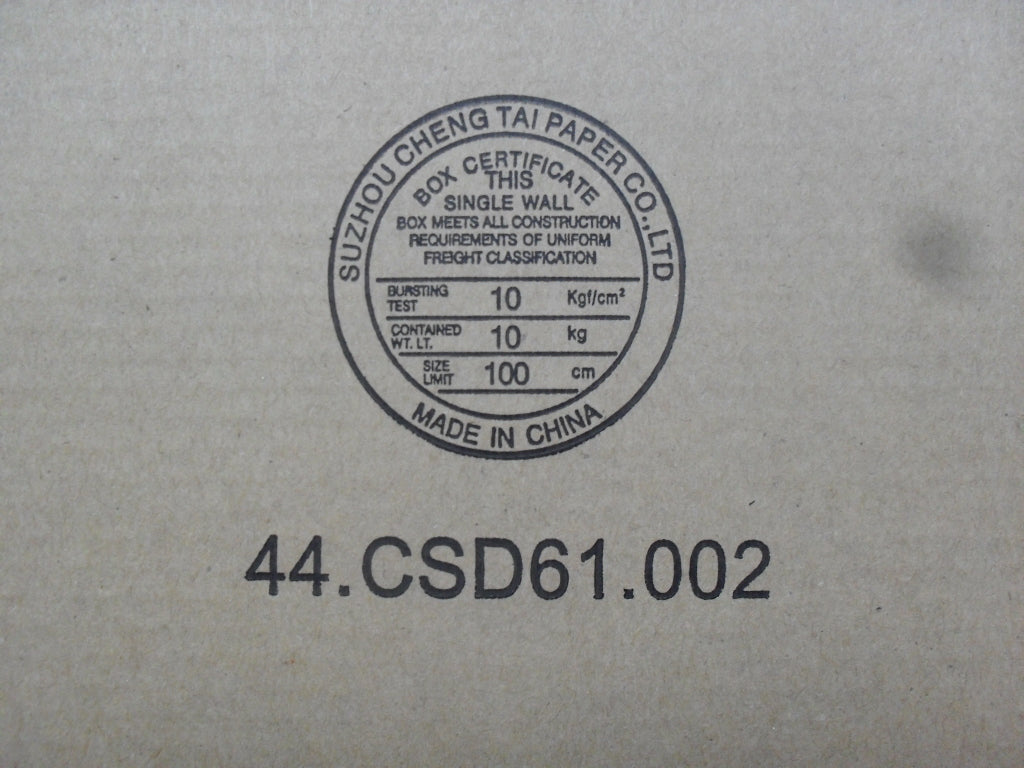 SUZHOU CHENG TAI PAPER CO.,LTD
BOX CERTIFICATE
THIS
SINGLE WALL
BOX MEETS ALL CONSTRUCTION
REQUIREMENTS OF UNIFORM
FREIGHT CLASSIFICATION
BURSTING TEST 10 Kgf/cm²
CONTAINED WT. LT. 10 kg
SIZE LIMIT 100 cm
MADE IN CHINA
44.CSD61.002